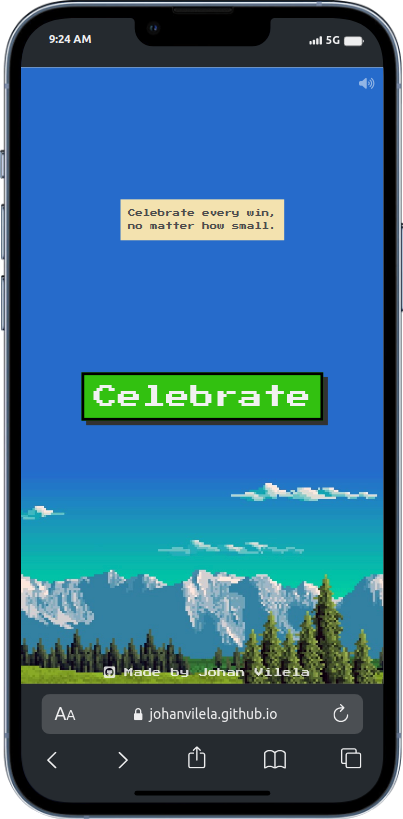 9:24 AM
5G
Celebrate every win,
no matter how small.
Celebrate
Made by Johan Vilela
AA
johanvilela.github.io